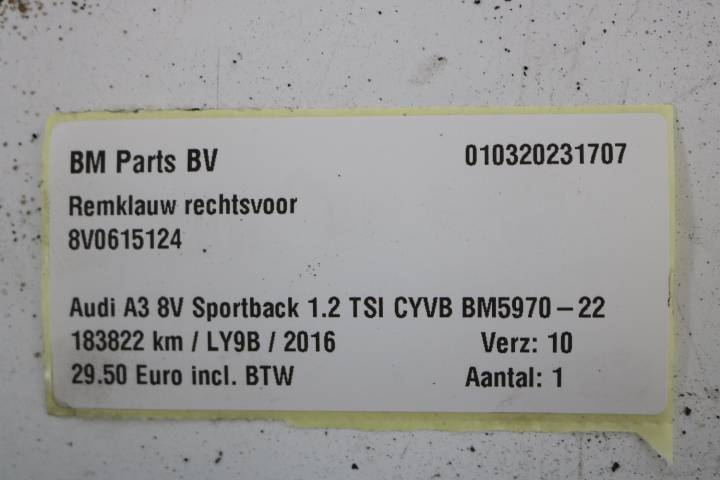 BM Parts BV 010320231707
Remklauw rechtsvoor
8V0615124
Audi A3 8V Sportback 1.2 TSI CYVB BM5970-22
183822 km / LY9B / 2016 Verz: 10
29.50 Euro incl. BTW Aantal: 1